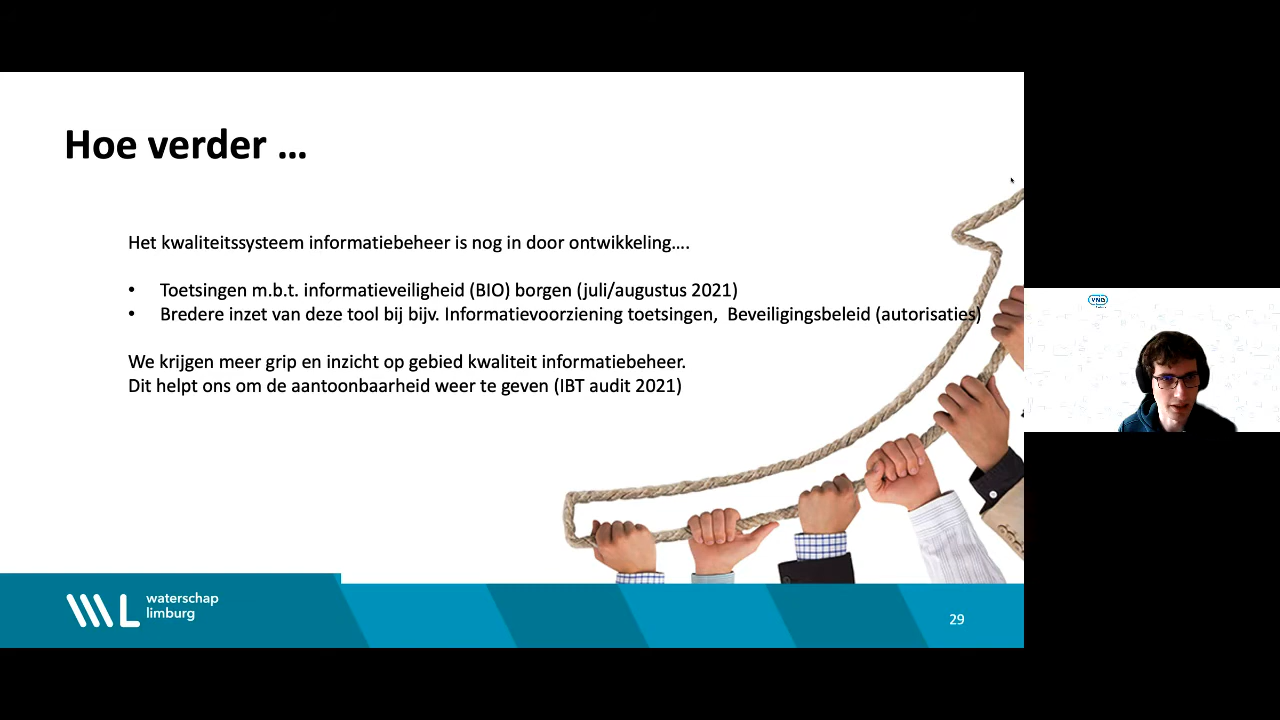 Hoe verder ...
Het kwaliteitssysteem informatiebeheer is nog in door ontwikkeling....
• Toetsingen m.b.t. informatieveiligheid (BIO) borgen (juli/augustus 2021)
• Bredere inzet van deze tool bij bijv. Informatievoorziening toetsingen, Beveiligingsbeleid (autorisaties)
We krijgen meer grip en inzicht op gebied kwaliteit informatiebeheer.
Dit helpt ons om de aantoonbaarheid weer te geven (IBT audit 2021)
waterschap
limburg
29
VNG